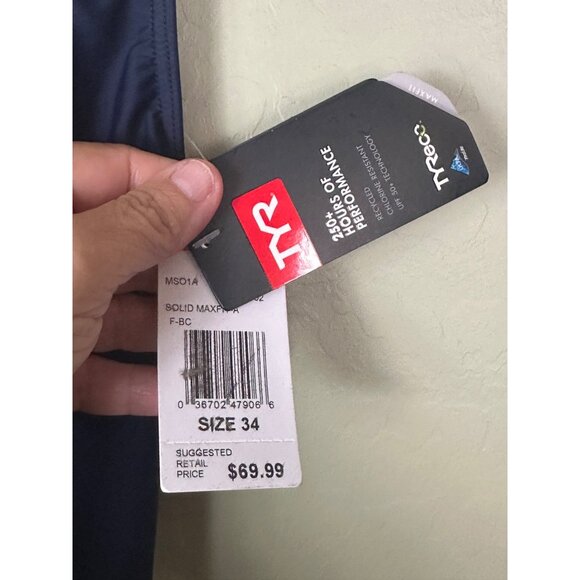 MAXFIT
TYReco
250+
HOURS OF
PERFORMANCE
RECYCLED
CHLORINE RESISTANT
UPF 50+ TECHNOLOGY
TYR
MSO1A
SOLID MAXFIT
F-BC
0 36702 47906 6
SIZE 34
SUGGESTED
RETAIL
PRICE $69.99